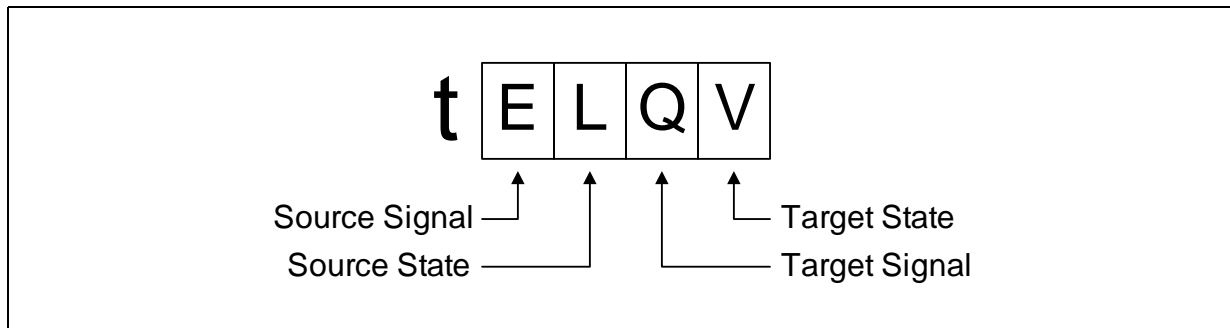 t E L Q V
Source Signal
Target State
Source State
Target Signal